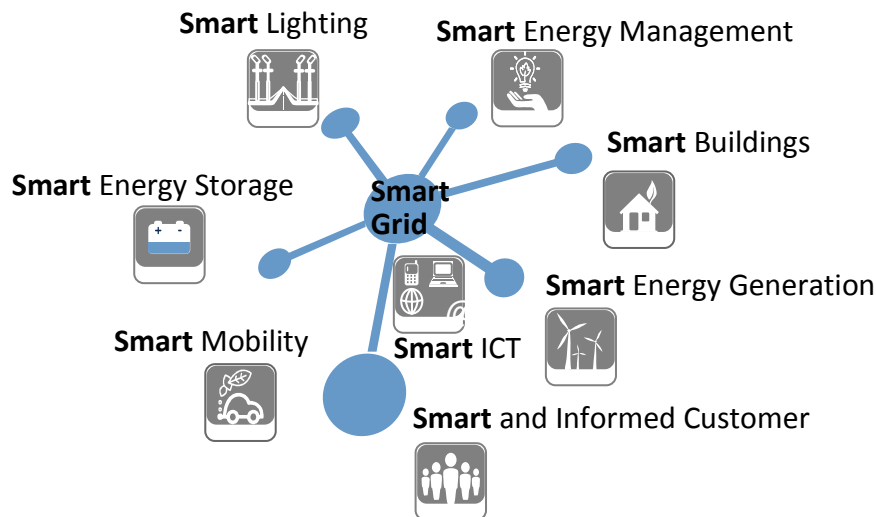 Smart Lighting
Smart Energy Management
Smart Buildings
Smart Energy Storage
Smart
Grid
+ -
Smart Energy Generation
@
Smart Mobility
Smart ICT
Smart and Informed Customer